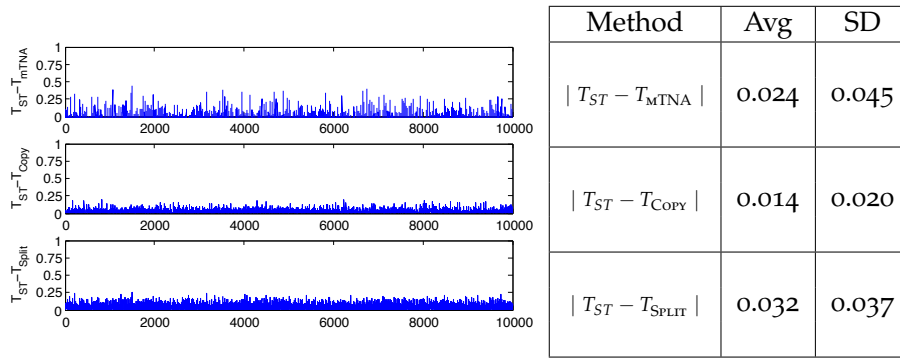 T_ST−T_mTNA
1
0.75
0.5
0.25
0
0 2000 4000 6000 8000 10000
T_ST−T_Copy
1
0.75
0.5
0.25
0
0 2000 4000 6000 8000 10000
T_ST−T_Split
1
0.75
0.5
0.25
0
0 2000 4000 6000 8000 10000
Method Avg SD
| T_ST − T_mTNA | 0.024 0.045
| T_ST − T_Copy | 0.014 0.020
| T_ST − T_Split | 0.032 0.037